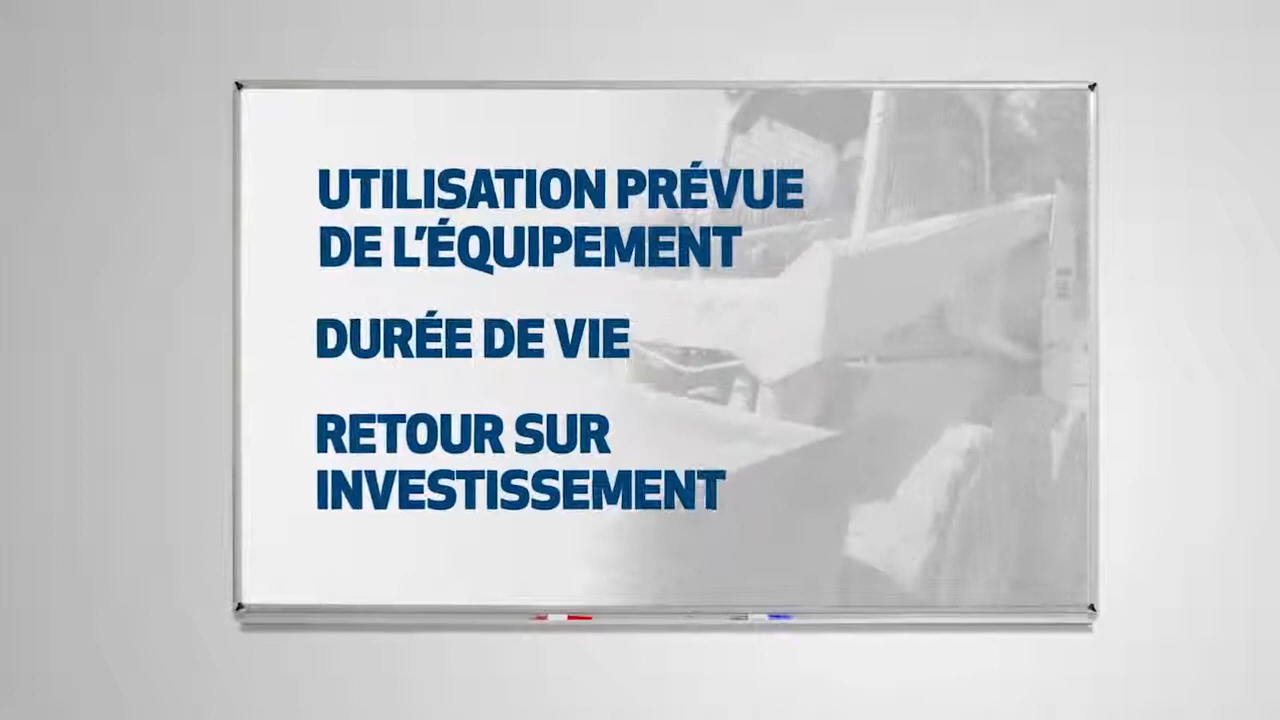 UTILISATION PRÉVUE
DE L'ÉQUIPEMENT
DURÉE DE VIE
RETOUR SUR
INVESTISSEMENT